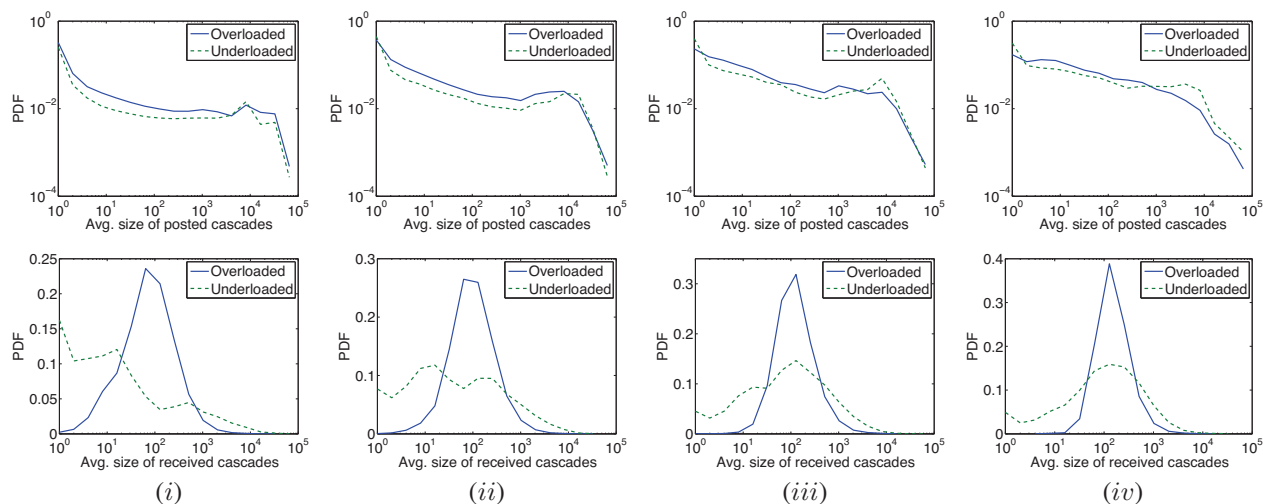 10^0
10^-2
10^-4
PDF
Overloaded
Underloaded
10^0 10^1 10^2 10^3 10^4 10^5
Avg. size of posted cascades
10^0
10^-2
10^-4
PDF
Overloaded
Underloaded
10^0 10^1 10^2 10^3 10^4 10^5
Avg. size of posted cascades
10^0
10^-2
10^-4
PDF
Overloaded
Underloaded
10^0 10^1 10^2 10^3 10^4 10^5
Avg. size of posted cascades
10^0
10^-2
10^-4
PDF
Overloaded
Underloaded
10^0 10^1 10^2 10^3 10^4 10^5
Avg. size of posted cascades
0.25
0.2
0.15
0.1
0.05
0
PDF
Overloaded
Underloaded
10^0 10^1 10^2 10^3 10^4 10^5
Avg. size of received cascades
(i)
0.3
0.2
0.1
0
PDF
Overloaded
Underloaded
10^0 10^1 10^2 10^3 10^4 10^5
Avg. size of received cascades
(ii)
0.3
0.2
0.1
0
PDF
Overloaded
Underloaded
10^0 10^1 10^2 10^3 10^4 10^5
Avg. size of received cascades
(iii)
0.4
0.3
0.2
0.1
0
PDF
Overloaded
Underloaded
10^0 10^1 10^2 10^3 10^4 10^5
Avg. size of received cascades
(iv)